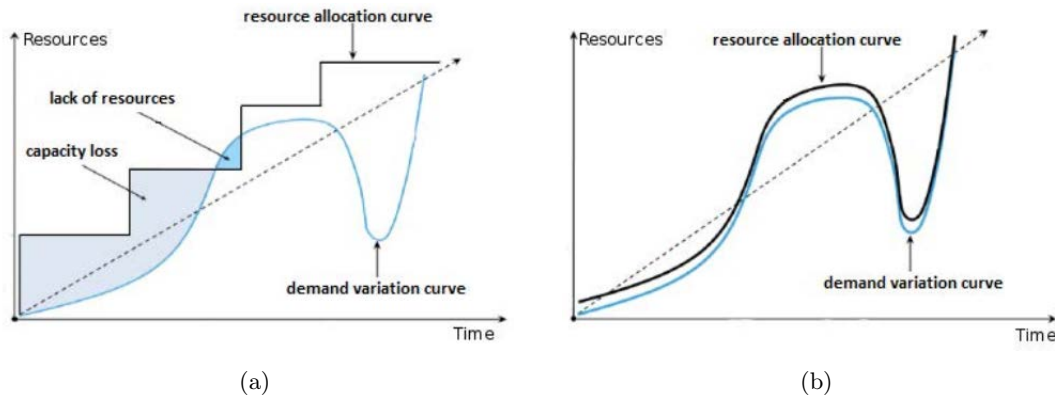 resource allocation curve
Resources
lack of resources
capacity loss
demand variation curve
Time
(a)
Resources
resource allocation curve
demand variation curve
Time
(b)